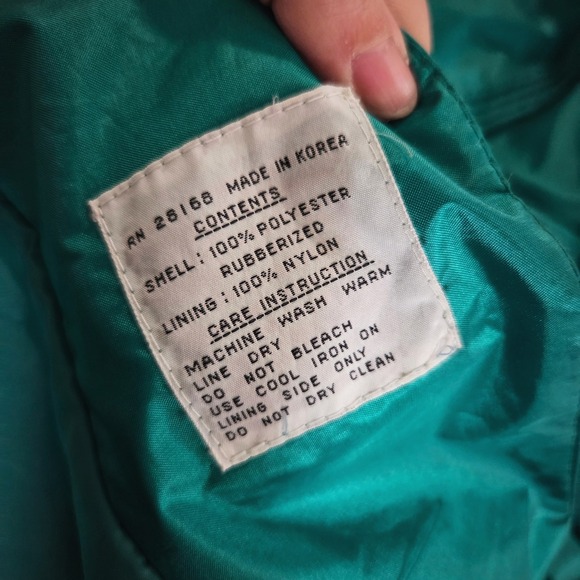 RN 28168 MADE IN KOREA
CONTENTS
SHELL: 100% POLYESTER
RUBBERIZED
LINING: 100% NYLON
CARE INSTRUCTION
MACHINE WASH WARM
LINE DRY
DO NOT BLEACH
USE COOL IRON ON
LINING SIDE ONLY
DO NOT DRY CLEAN